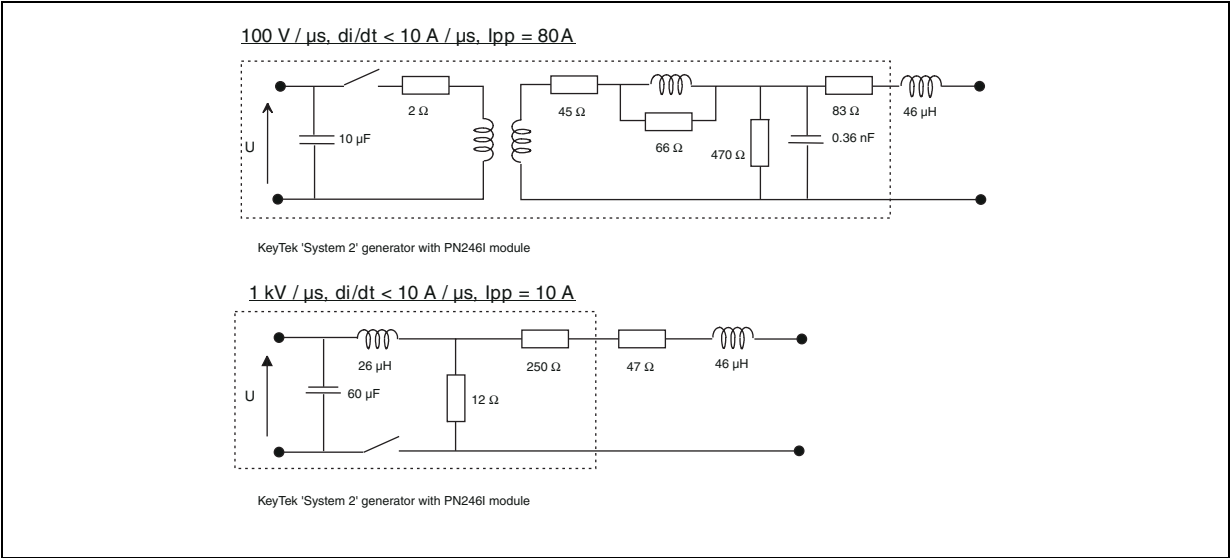 100 V / µs, di/dt < 10 A / µs, Ipp = 80A
2 Ω
45 Ω
83 Ω
46 µH
U
10 µF
66 Ω
470 Ω
0.36 nF
KeyTek 'System 2' generator with PN246I module
1 kV / µs, di/dt < 10 A / µs, Ipp = 10 A
26 µH
250 Ω
47 Ω
46 µH
U
60 µF
12 Ω
KeyTek 'System 2' generator with PN246I module